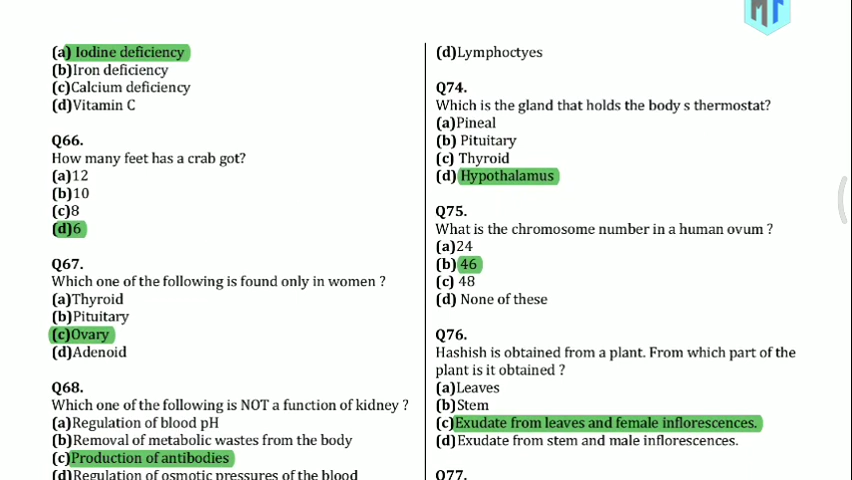 (a) Iodine deficiency
(b)Iron deficiency
(c)Calcium deficiency
(d)Vitamin C
Q66.
How many feet has a crab got?
(a)12
(b)10
(c)8
(d)6
Q67.
Which one of the following is found only in women ?
(a)Thyroid
(b)Pituitary
(c)Ovary
(d)Adenoid
Q68.
Which one of the following is NOT a function of kidney ?
(a)Regulation of blood pH
(b)Removal of metabolic wastes from the body
(c)Production of antibodies
(d)Regulation of osmotic pressures of the blood
(d)Lymphoctyes
Q74.
Which is the gland that holds the body s thermostat?
(a)Pineal
(b) Pituitary
(c) Thyroid
(d) Hypothalamus
Q75.
What is the chromosome number in a human ovum ?
(a)24
(b)46
(c) 48
(d) None of these
Q76.
Hashish is obtained from a plant. From which part of the
plant is it obtained ?
(a)Leaves
(b)Stem
(c)Exudate from leaves and female inflorescences.
(d)Exudate from stem and male inflorescences.
Q77.